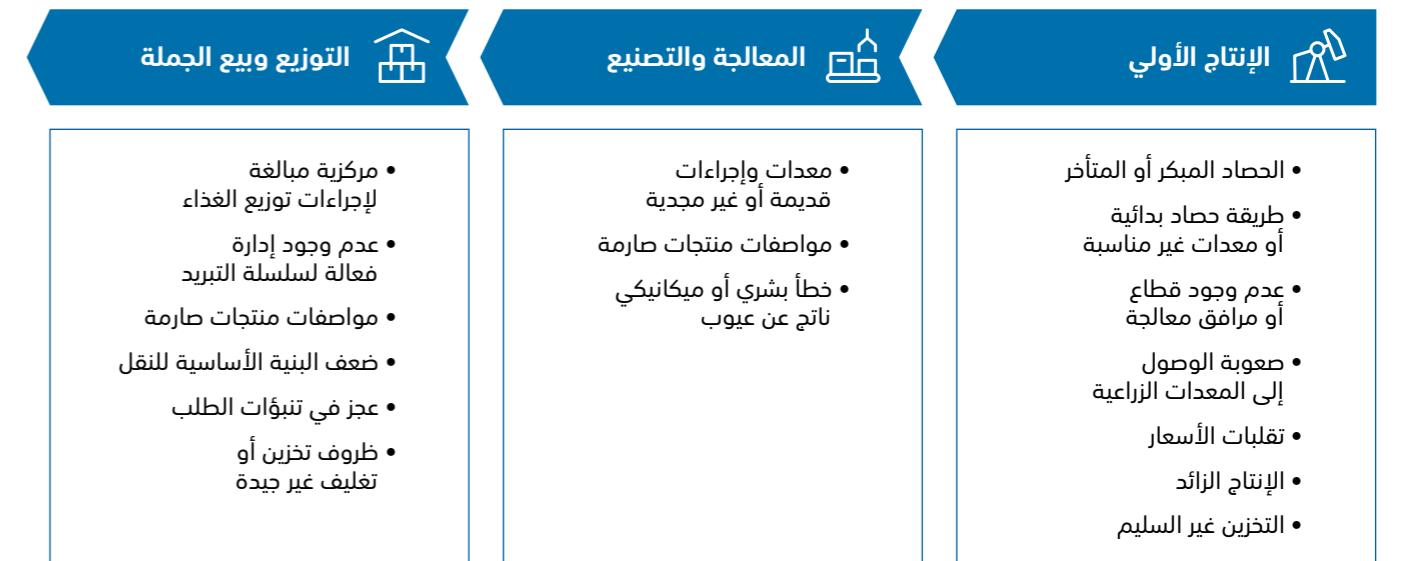 الإنتاج الأولي
المعالجة والتصنيع
التوزيع وبيع الجملة
• الحصاد المبكر أو المتأخر
• طريقة حصاد بدائية
أو معدات غير مناسبة
• عدم وجود قطاع
أو مرافق معالجة
• صعوبة الوصول
إلى المعدات الزراعية
• تقلبات الأسعار
• الإنتاج الزائد
• التخزين غير السليم
• معدات وإجراءات
قديمة أو غير مجدية
• مواصفات منتجات صارمة
• خطأ بشري أو ميكانيكي
ناتج عن عيوب
• مركزية مبالغة
لإجراءات توزيع الغذاء
• عدم وجود إدارة
فعالة لسلسلة التبريد
• مواصفات منتجات صارمة
• ضعف البنية الأساسية للنقل
• عجز في تنبؤات الطلب
• ظروف تخزين أو
تغليف غير جيدة